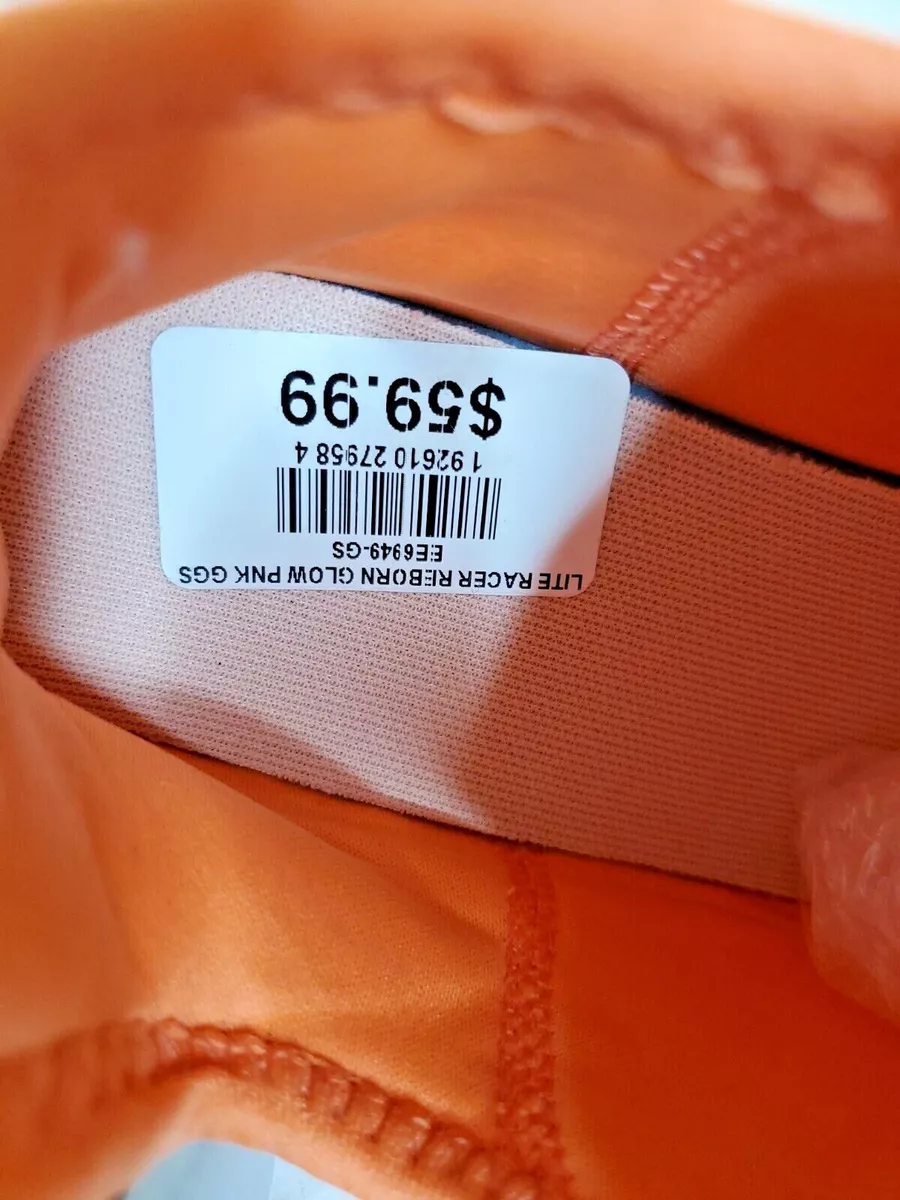 LITE RACER REBORN GLOW PNK GGS
EE6949-GS
1 92610 27958 4
$59.99